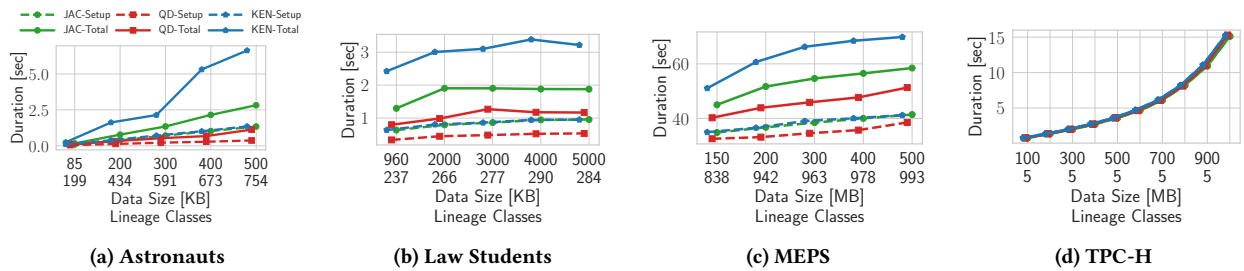 JAC-Setup QD-Setup KEN-Setup
JAC-Total QD-Total KEN-Total
Duration [sec]
5.0
2.5
0.0
85 200 300 400 500
199 434 591 673 754
Data Size [KB]
Lineage Classes
(a) Astronauts
Duration [sec]
3
2
1
960 2000 3000 4000 5000
237 266 277 290 284
Data Size [KB]
Lineage Classes
(b) Law Students
Duration [sec]
60
40
150 200 300 400 500
838 942 963 978 993
Data Size [MB]
Lineage Classes
(c) MEPS
Duration [sec]
15
10
5
100 300 500 700 900
5 5 5 5 5
Data Size [MB]
Lineage Classes
(d) TPC-H